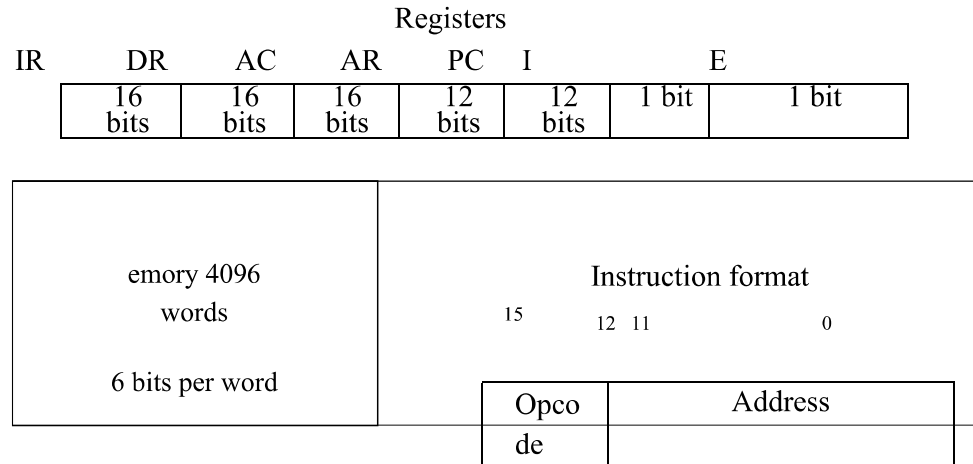 Registers
IR DR AC AR PC I E
16 bits 16 bits 16 bits 12 bits 12 bits 1 bit 1 bit
emory 4096
words
6 bits per word
Instruction format
15 12 11 0
Opco
de
Address